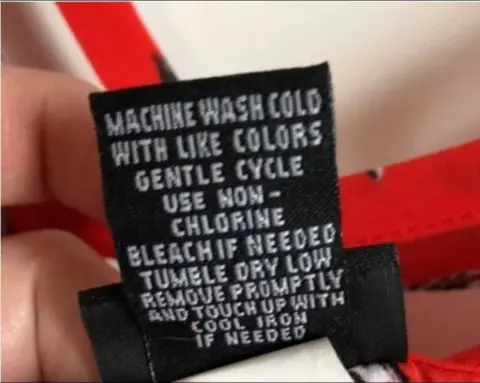 MACHINE WASH COLD
WITH LIKE COLORS
GENTLE CYCLE
USE NON-
CHLORINE
BLEACH IF NEEDED
TUMBLE DRY LOW
REMOVE PROMPTLY
AND TOUCH UP WITH
COOL IRON
IF NEEDED